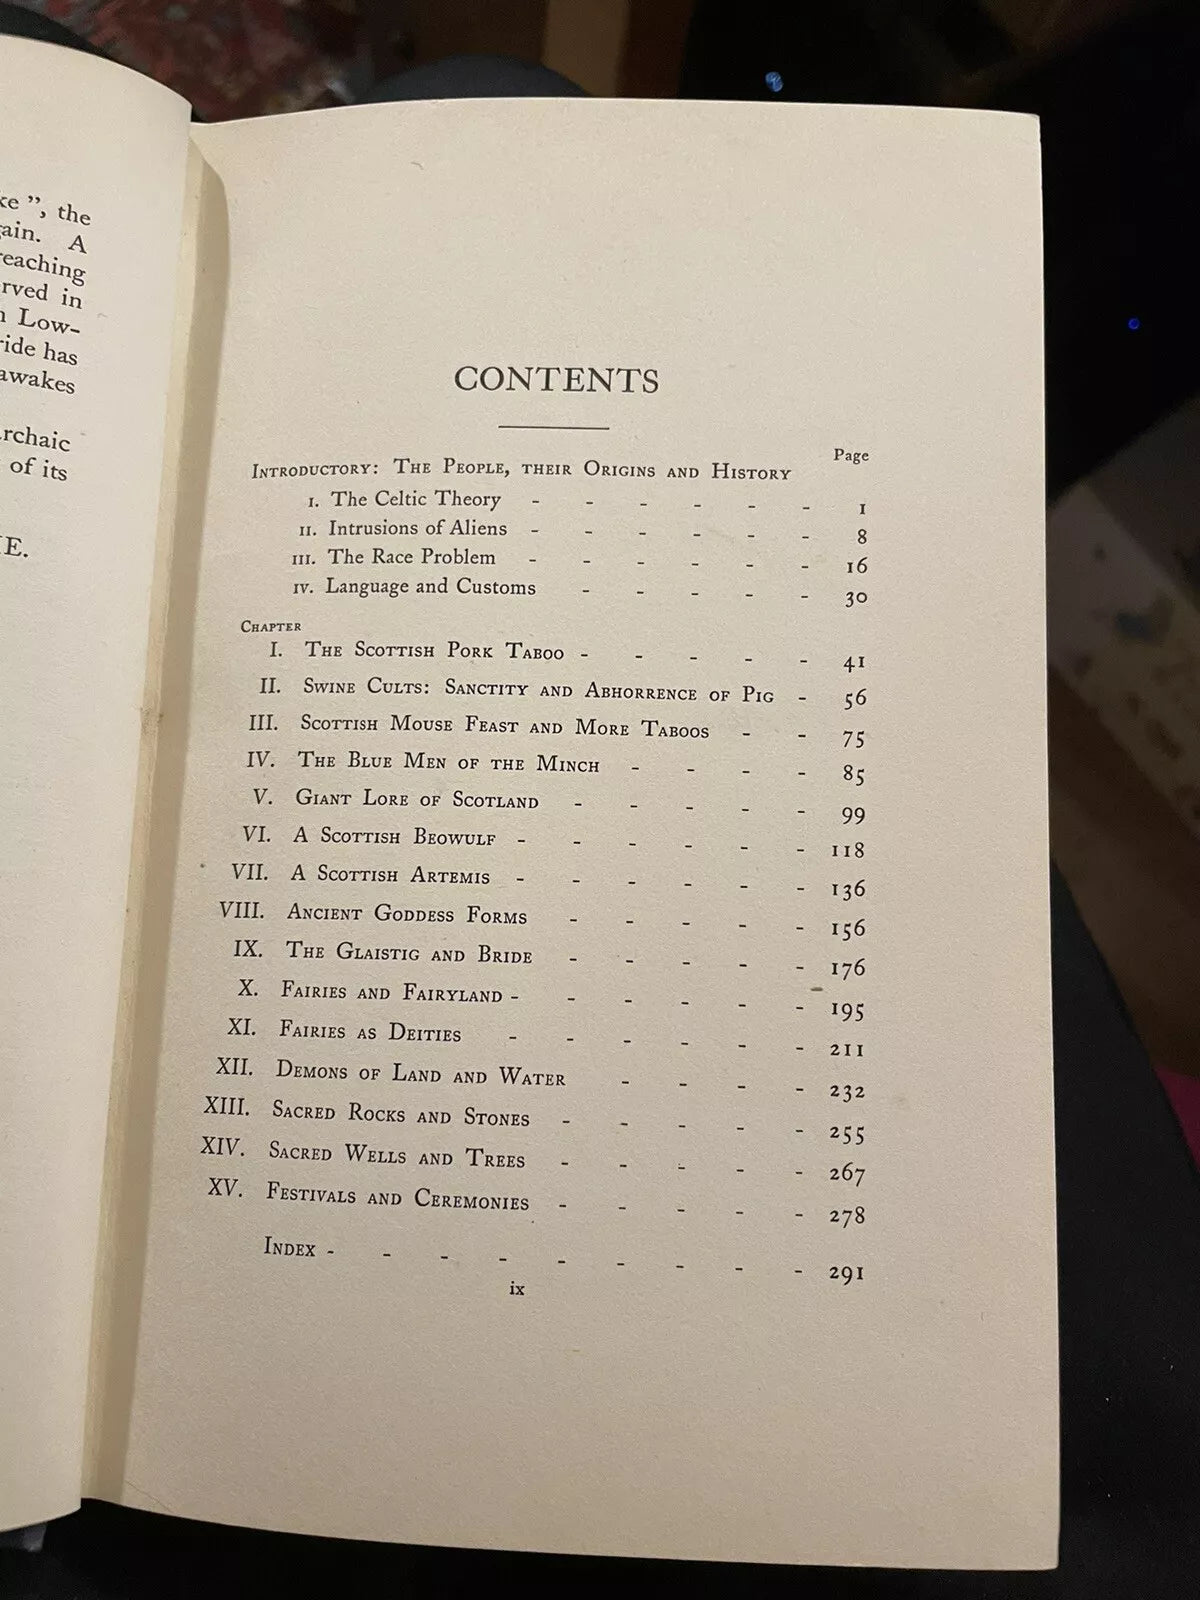 ke ”, the
ain. A
eaching
rved in
Low-
ride has
awakes
rchaic
of its
E.
CONTENTS
Page
Introductory: The People, their Origins and History
i. The Celtic Theory - - - - - - 1
ii. Intrusions of Aliens - - - - - - 8
iii. The Race Problem - - - - - - 16
iv. Language and Customs - - - - - 30
Chapter
I. The Scottish Pork Taboo - - - - - 41
II. Swine Cults: Sanctity and Abhorrence of Pig - 56
III. Scottish Mouse Feast and More Taboos - - 75
IV. The Blue Men of the Minch - - - - 85
V. Giant Lore of Scotland - - - - - 99
VI. A Scottish Beowulf - - - - - - 118
VII. A Scottish Artemis - - - - - - 136
VIII. Ancient Goddess Forms - - - - - 156
IX. The Glaistig and Bride - - - - - 176
X. Fairies and Fairyland - - - - - - 195
XI. Fairies as Deities - - - - - - 211
XII. Demons of Land and Water - - - - 232
XIII. Sacred Rocks and Stones - - - - - 255
XIV. Sacred Wells and Trees - - - - - 267
XV. Festivals and Ceremonies - - - - - 278
Index - - - - - - - - - 291
ix